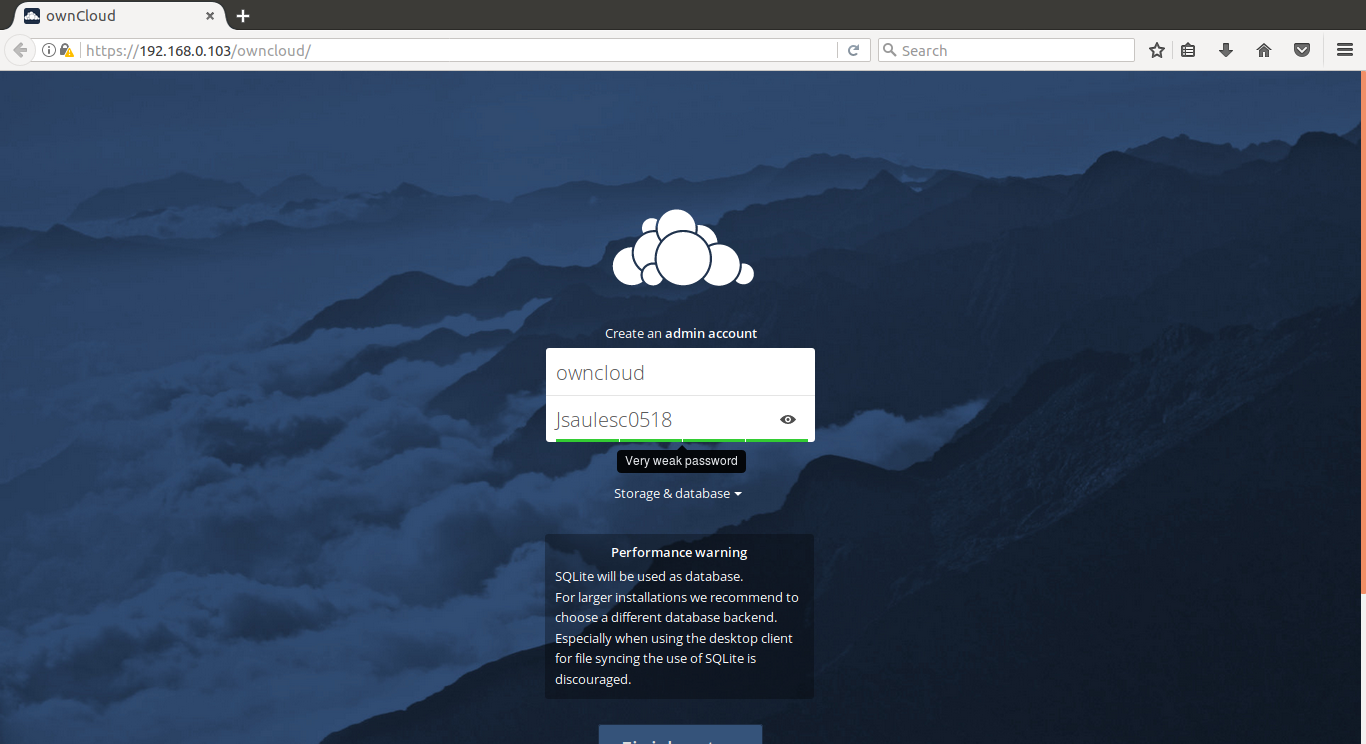 ownCloud
https://192.168.0.103/owncloud/
Search
Create an admin account
owncloud
Jsaulesc0518
Very weak password
Storage & database
Performance warning
SQLite will be used as database.
For larger installations we recommend to
choose a different database backend.
Especially when using the desktop client
for file syncing the use of SQLite is
discouraged.